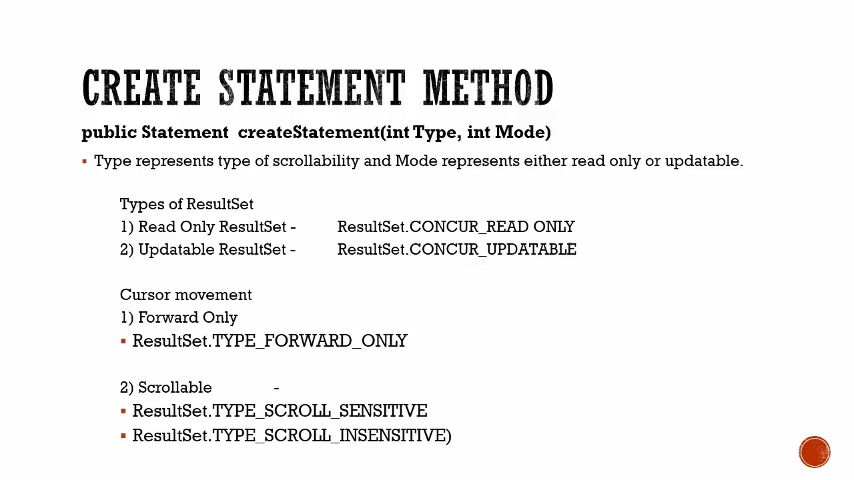 CREATE STATEMENT METHOD
public Statement createStatement(int Type, int Mode)
▪ Type represents type of scrollability and Mode represents either read only or updatable.
Types of ResultSet
1) Read Only ResultSet - ResultSet.CONCUR_READ ONLY
2) Updatable ResultSet - ResultSet.CONCUR_UPDATABLE
Cursor movement
1) Forward Only
▪ ResultSet.TYPE_FORWARD_ONLY
2) Scrollable -
▪ ResultSet.TYPE_SCROLL_SENSITIVE
▪ ResultSet.TYPE_SCROLL_INSENSITIVE)